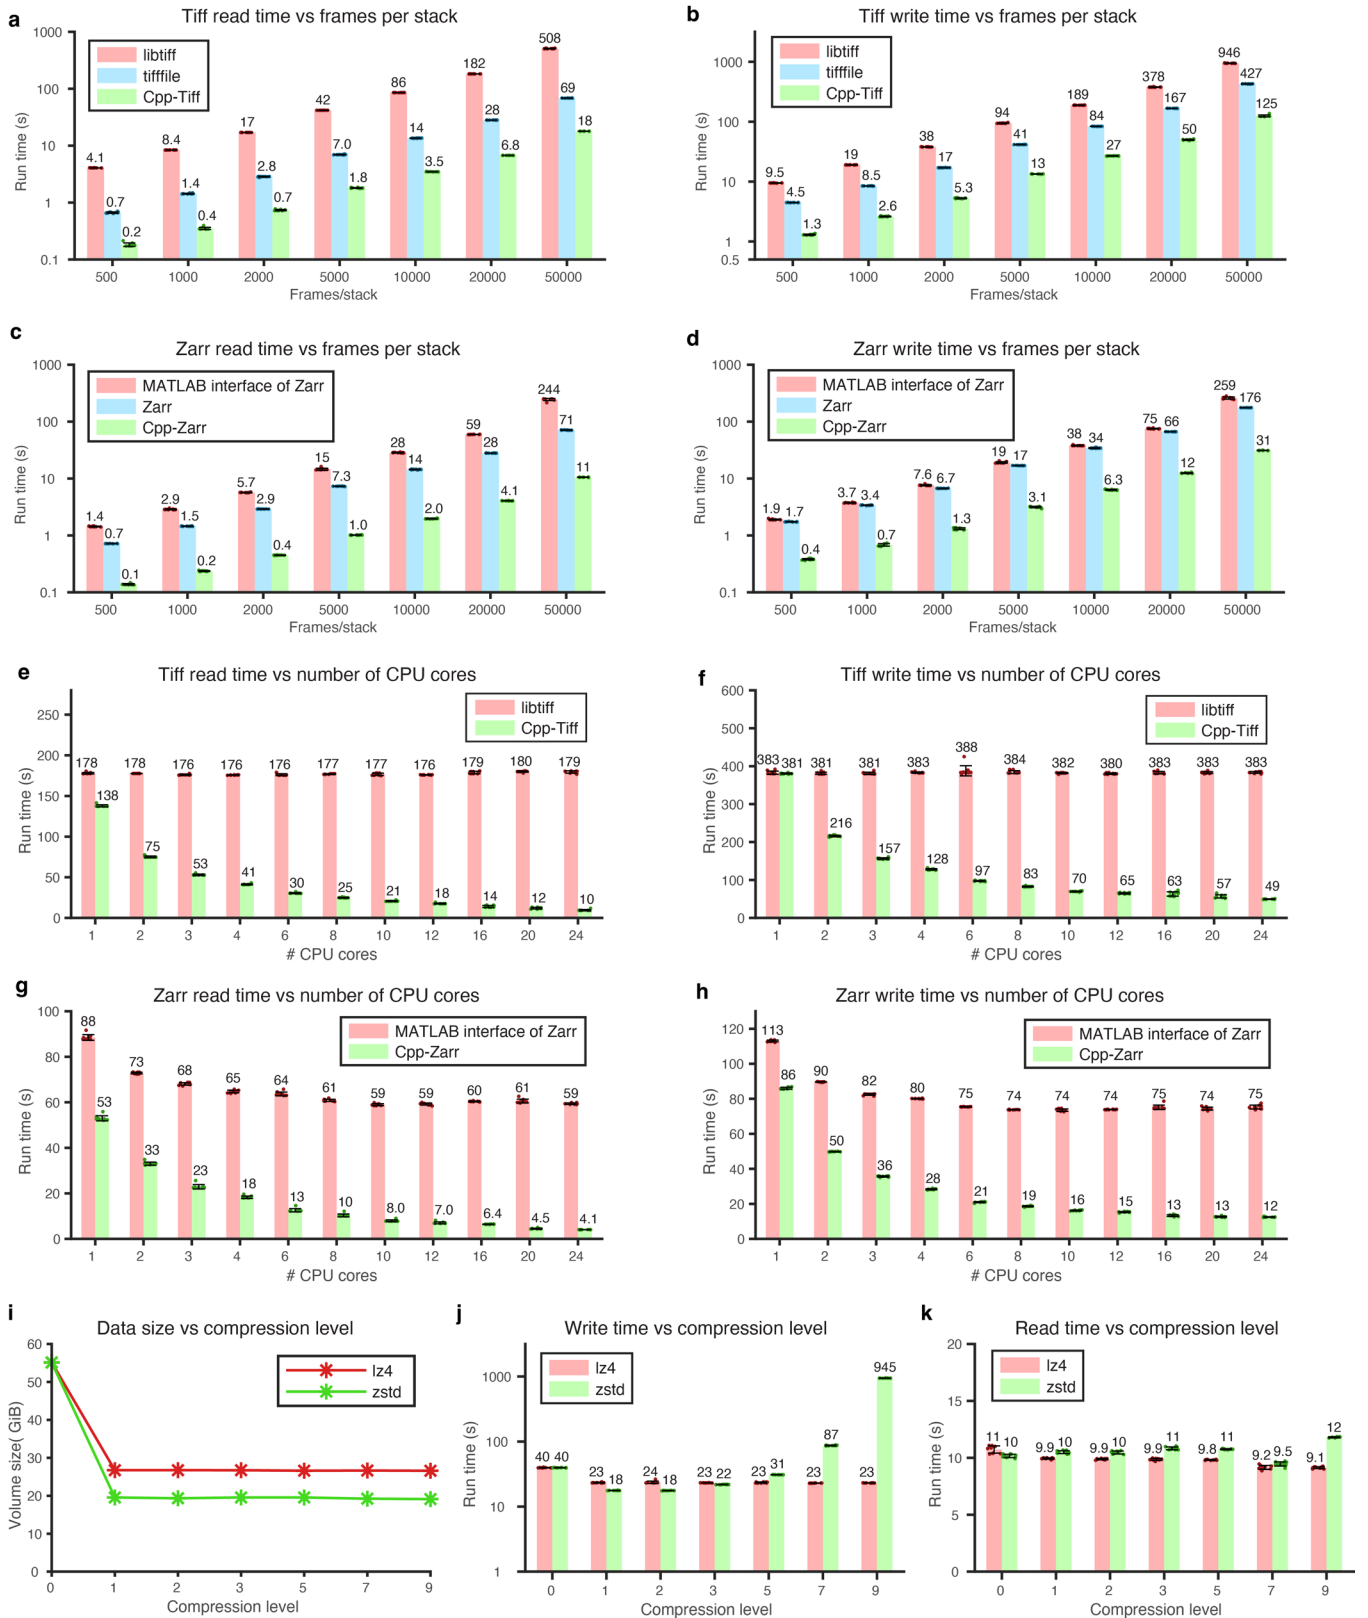 a
Tiff read time vs frames per stack
libtiff
tifffile
Cpp-Tiff
Run time (s)
1000
100
10
1
0.1
4.1 0.7 0.2
8.4 1.4 0.4
17 2.8 0.7
42 7.0 1.8
86 14 3.5
182 28 6.8
508 69 18
500 1000 2000 5000 10000 20000 50000
Frames/stack
b
Tiff write time vs frames per stack
libtiff
tifffile
Cpp-Tiff
Run time (s)
1000
100
10
1
0.5
9.5 4.5 1.3
19 8.5 2.6
38 17 5.3
94 41 13
189 84 27
378 167 50
946 427 125
500 1000 2000 5000 10000 20000 50000
Frames/stack
c
Zarr read time vs frames per stack
MATLAB interface of Zarr
Zarr
Cpp-Zarr
Run time (s)
1000
100
10
1
0.1
1.4 0.7 0.1
2.9 1.5 0.2
5.7 2.9 0.4
15 7.3 1.0
28 14 2.0
59 28 4.1
244 71 11
500 1000 2000 5000 10000 20000 50000
Frames/stack
d
Zarr write time vs frames per stack
MATLAB interface of Zarr
Zarr
Cpp-Zarr
Run time (s)
1000
100
10
1
0.1
1.9 1.7 0.4
3.7 3.4 0.7
7.6 6.7 1.3
19 17 3.1
38 34 6.3
75 66 12
259 176 31
500 1000 2000 5000 10000 20000 50000
Frames/stack
e
Tiff read time vs number of CPU cores
libtiff
Cpp-Tiff
Run time (s)
250
200
150
100
50
0
178 178 176 176 176 177 177 176 179 180 179
138 75 53 41 30 25 21 18 14 12 10
1 2 3 4 6 8 10 12 16 20 24
# CPU cores
f
Tiff write time vs number of CPU cores
libtiff
Cpp-Tiff
Run time (s)
600
500
400
300
200
100
0
383 381 381 383 388 384 382 380 383 383 383
381 216 157 128 97 83 70 65 63 57 49
1 2 3 4 6 8 10 12 16 20 24
# CPU cores
g
Zarr read time vs number of CPU cores
MATLAB interface of Zarr
Cpp-Zarr
Run time (s)
100
80
60
40
20
0
88 73 68 65 64 61 59 59 60 61 59
53 33 23 18 13 10 8.0 7.0 6.4 4.5 4.1
1 2 3 4 6 8 10 12 16 20 24
# CPU cores
h
Zarr write time vs number of CPU cores
MATLAB interface of Zarr
Cpp-Zarr
Run time (s)
120
100
80
60
40
20
0
113 90 82 80 75 74 74 74 75 74 75
86 50 36 28 21 19 16 15 13 13 12
1 2 3 4 6 8 10 12 16 20 24
# CPU cores
i
Data size vs compression level
lz4
zstd
Volume size( GiB)
60
50
40
30
20
10
0
0 1 2 3 5 7 9
Compression level
j
Write time vs compression level
lz4
zstd
Run time (s)
1000
100
10
1
40 40 23 18 24 18 23 22 23 31 23 87 23 945
0 1 2 3 5 7 9
Compression level
k
Read time vs compression level
lz4
zstd
Run time (s)
20
15
10
5
0
11 10 9.9 10 9.9 10 9.9 11 9.8 11 9.2 9.5 9.1 12
0 1 2 3 5 7 9
Compression level